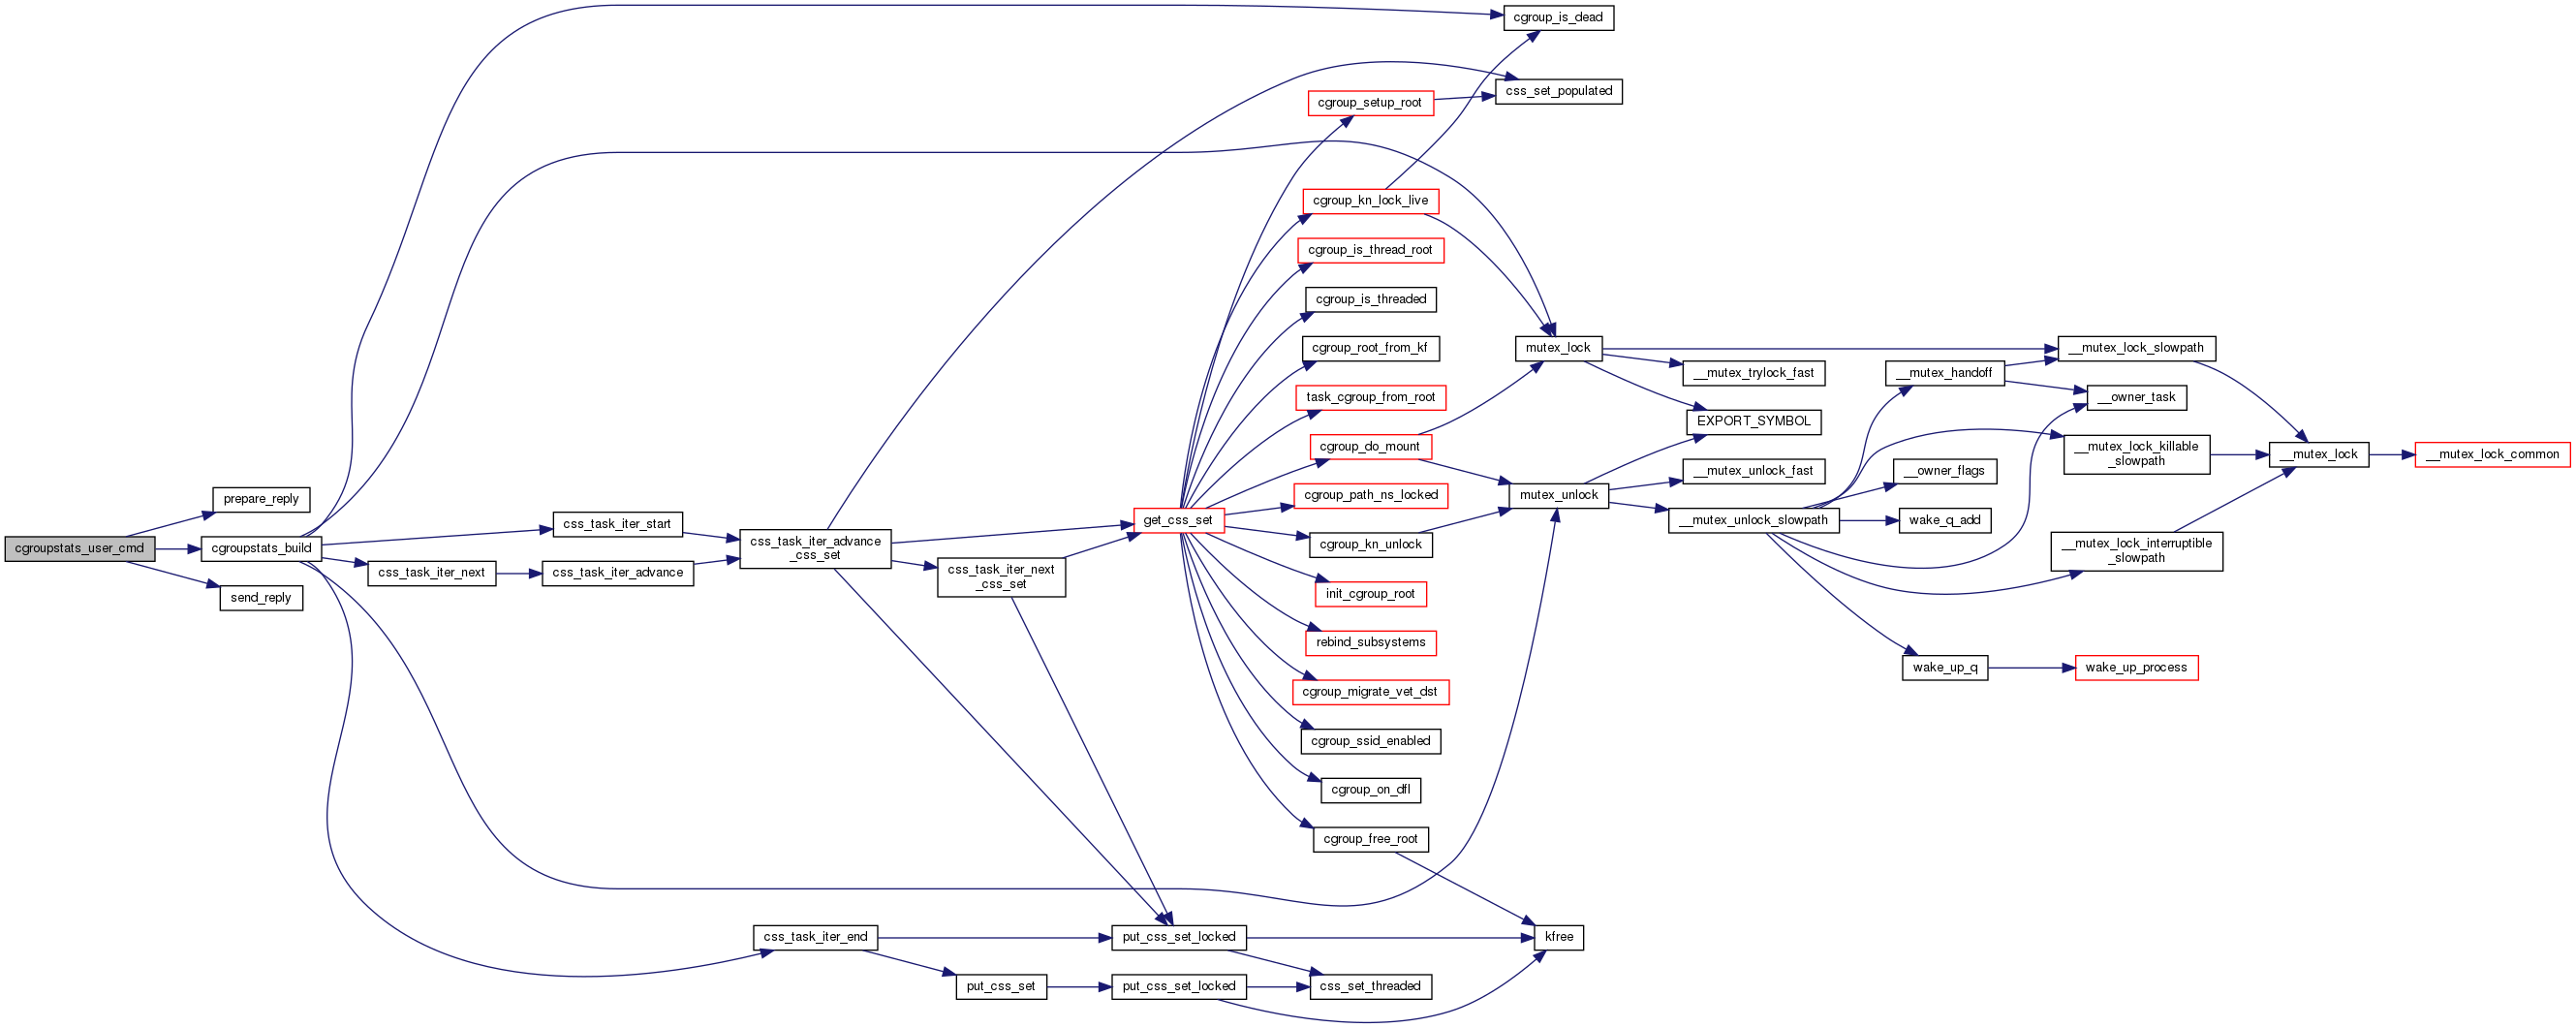 cgroup_is_dead
css_set_populated
cgroup_setup_root
cgroup_kn_lock_live
cgroup_is_thread_root
cgroup_is_threaded
cgroup_root_from_kf
mutex_lock
__mutex_lock_slowpath
__mutex_trylock_fast
__mutex_handoff
task_cgroup_from_root
__owner_task
EXPORT_SYMBOL
cgroup_do_mount
__mutex_lock_killable
_slowpath
__mutex_lock
__mutex_lock_common
__mutex_unlock_fast
__owner_flags
prepare_reply
cgroup_path_ns_locked
mutex_unlock
css_task_iter_start
get_css_set
__mutex_unlock_slowpath
wake_q_add
cgroupstats_user_cmd
cgroupstats_build
css_task_iter_advance
_css_set
cgroup_kn_unlock
__mutex_lock_interruptible
_slowpath
css_task_iter_next
css_task_iter_advance
css_task_iter_next
_css_set
send_reply
init_cgroup_root
rebind_subsystems
wake_up_q
wake_up_process
cgroup_migrate_vet_dst
cgroup_ssid_enabled
cgroup_on_dfl
cgroup_free_root
css_task_iter_end
put_css_set_locked
kfree
put_css_set
put_css_set_locked
css_set_threaded